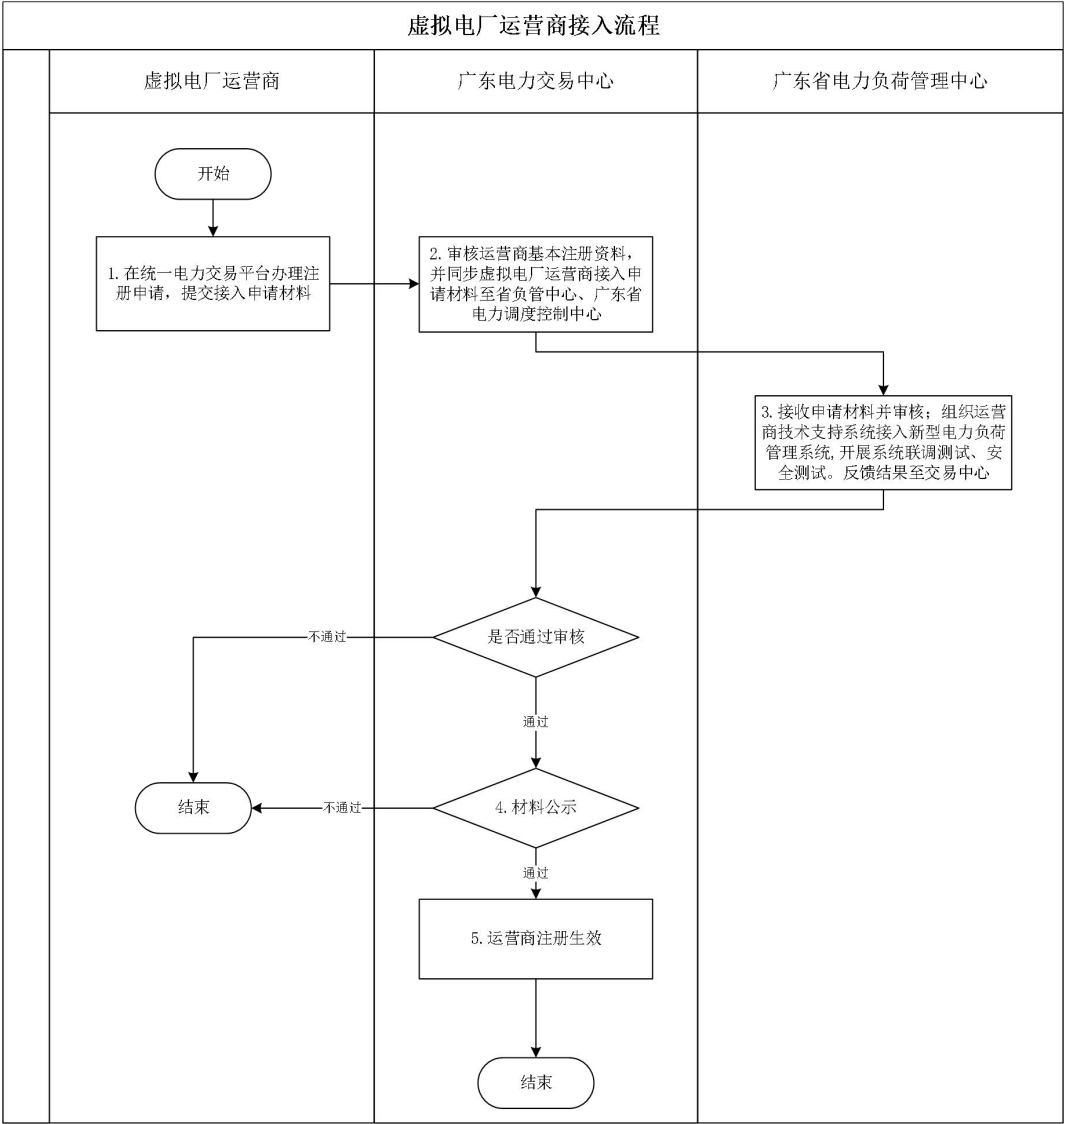 虚拟电厂运营商接入流程
虚拟电厂运营商
广东电力交易中心
广东省电力负荷管理中心
开始
1.在统一电力交易平台办理注
册申请，提交接入申请材料
2.审核运营商基本注册资料，
并同步虚拟电厂运营商接入申
请材料至省负管中心、广东省
电力调度控制中心
3.接收申请材料并审核；组织运营
商技术支持系统接入新型电力负荷
管理系统,开展系统联调测试、安
全测试。反馈结果至交易中心
是否通过审核
不通过
通过
结束
不通过
4.材料公示
通过
5.运营商注册生效
结束